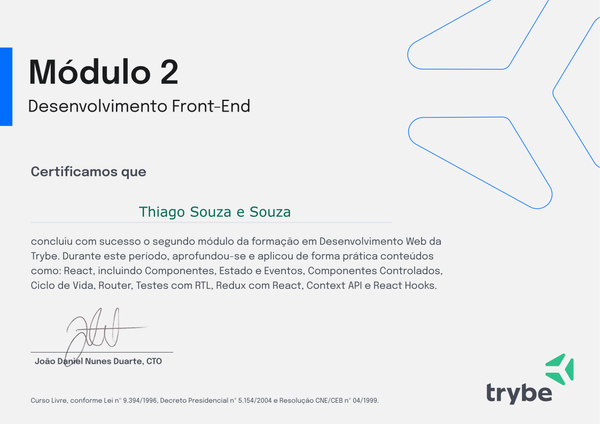 Módulo 2
Desenvolvimento Front-End
Certificamos que
Thiago Souza e Souza
concluiu com sucesso o segundo módulo da formação em Desenvolvimento Web da
Trybe. Durante este período, aprofundou-se e aplicou de forma prática conteúdos
como: React, incluindo Componentes, Estado e Eventos, Componentes Controlados,
Ciclo de Vida, Router, Testes com RTL, Redux com React, Context API e React Hooks.
João Daniel Nunes Duarte, CTO
Curso Livre, conforme Lei n° 9.394/1996, Decreto Presidencial n° 5.154/2004 e Resolução CNE/CEB n° 04/1999.
trybe